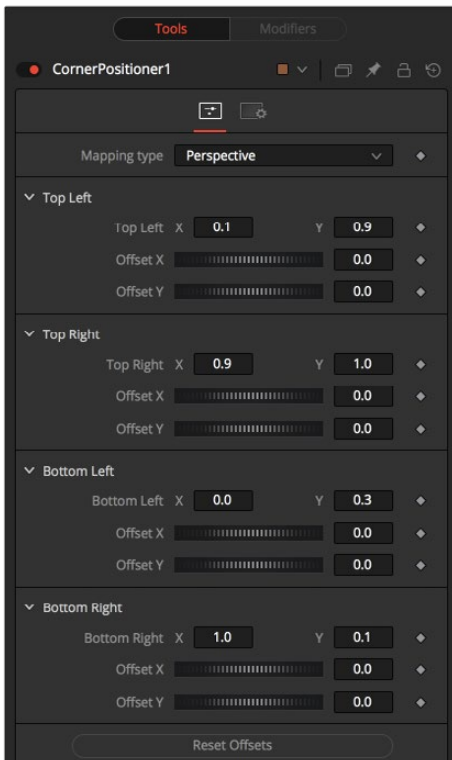 Tools Modifiers
CornerPositioner1
Mapping type Perspective
Top Left
Top Left X 0.1 Y 0.9
Offset X 0.0
Offset Y 0.0
Top Right
Top Right X 0.9 Y 1.0
Offset X 0.0
Offset Y 0.0
Bottom Left
Bottom Left X 0.0 Y 0.3
Offset X 0.0
Offset Y 0.0
Bottom Right
Bottom Right X 1.0 Y 0.1
Offset X 0.0
Offset Y 0.0
Reset Offsets